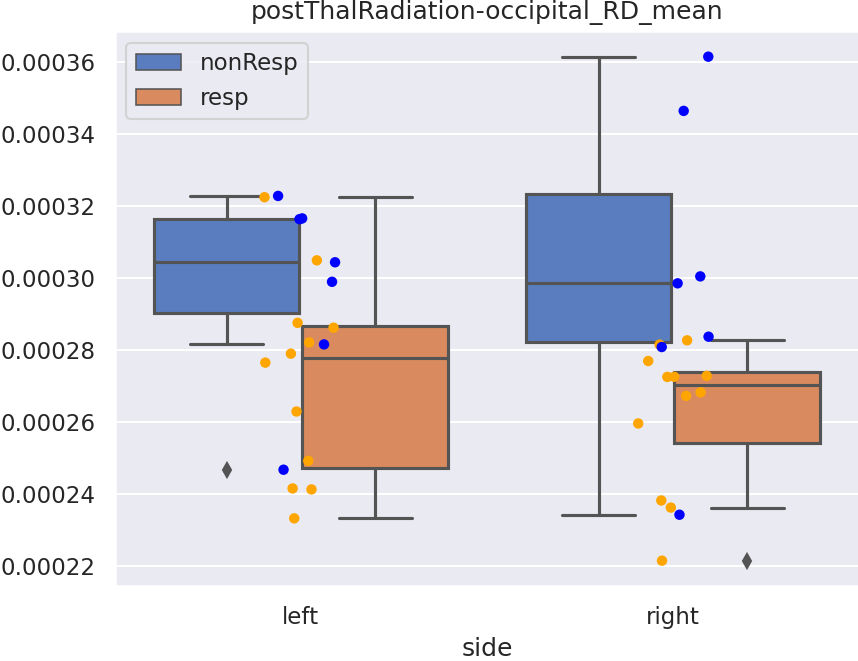 postThalRadiation-occipital_RD_mean
nonResp
resp
0.00036
0.00034
0.00032
0.00030
0.00028
0.00026
0.00024
0.00022
left
right
side